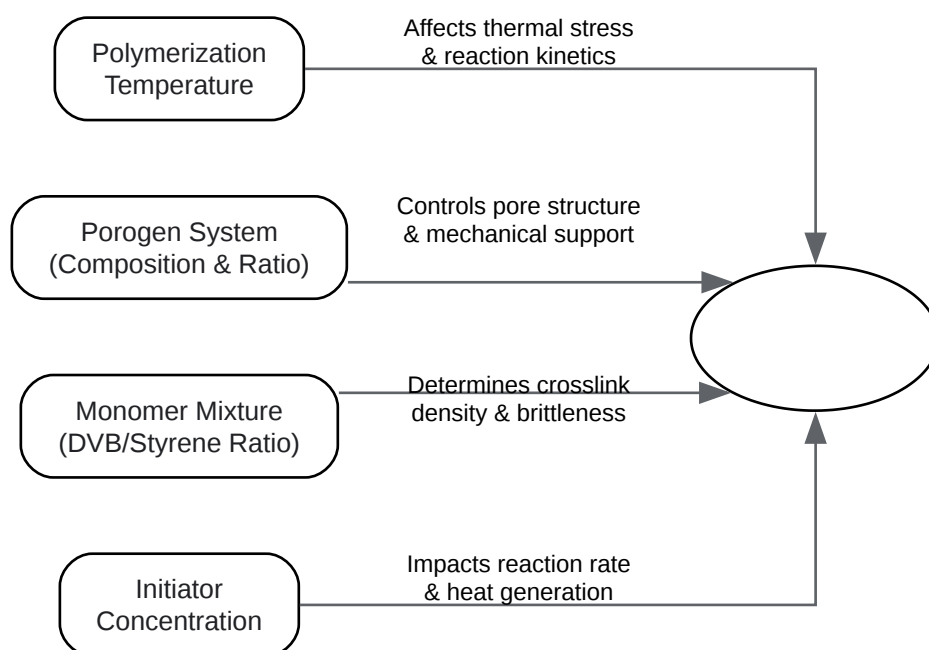 Polymerization
Temperature
Affects thermal stress
& reaction kinetics
Porogen System
(Composition & Ratio)
Controls pore structure
& mechanical support
Monomer Mixture
(DVB/Styrene Ratio)
Determines crosslink
density & brittleness
Initiator
Concentration
Impacts reaction rate
& heat generation